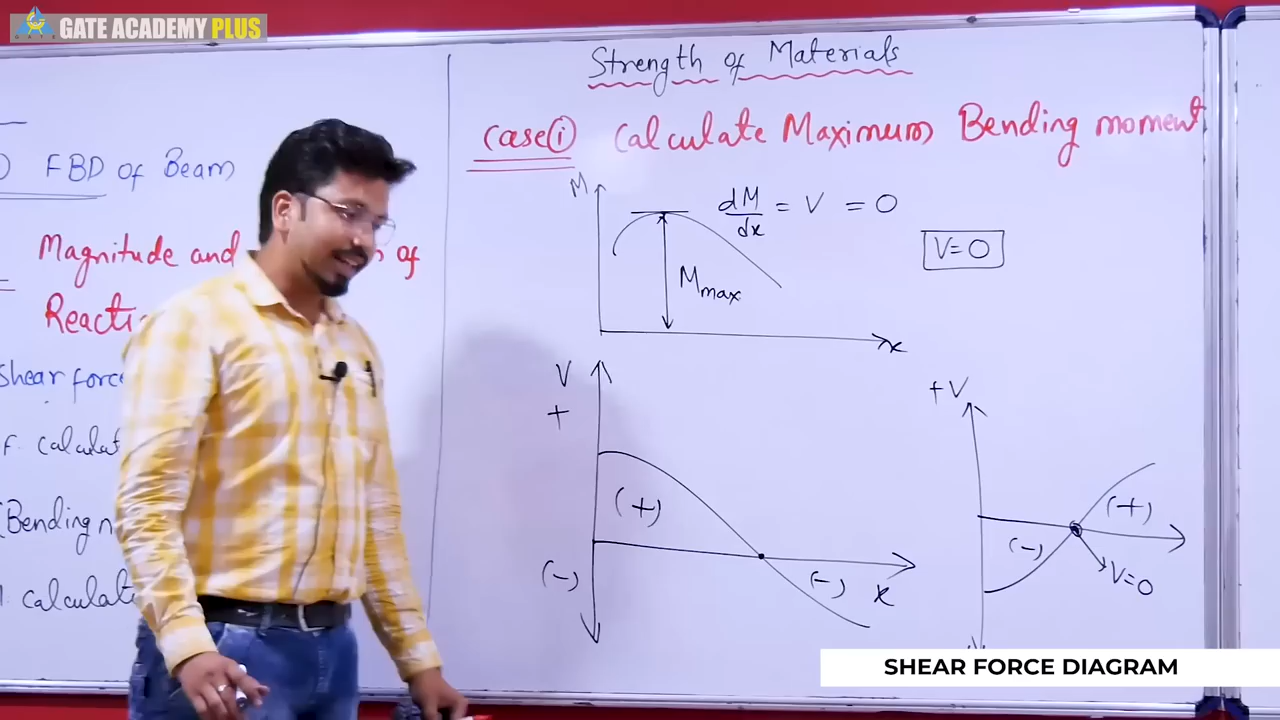 GATE ACADEMY PLUS
FBD of Beam
Magnitude and
of
Reacti
Shear force
F. calculat
(Bending
calculat
Strength of Materials
case(i) Calculate Maximum Bending moment
M
dM/dx = V = 0
V=0
Mmax
x
V
+
(+)
(-)
(-)
x
+V
(+)
(-)
V=0
SHEAR FORCE DIAGRAM